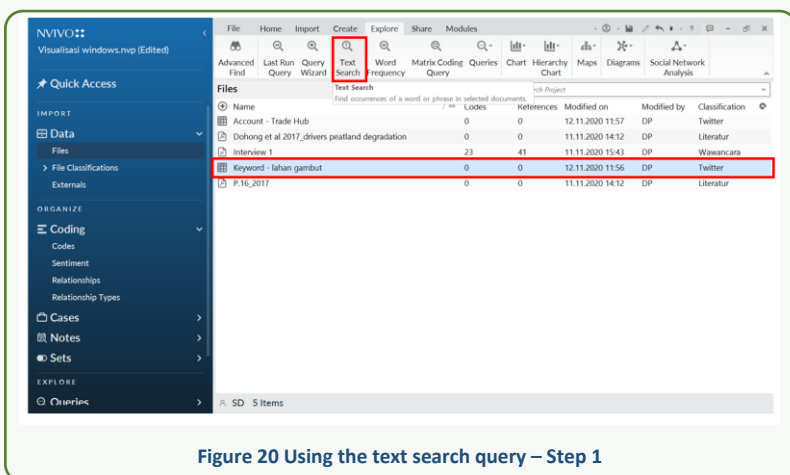 NVIVO
Visualisasi windows.nvp (Edited)
Quick Access
IMPORT
Data
Files
File Classifications
Externals
ORGANIZE
Coding
Codes
Sentiment
Relationships
Relationship Types
Cases
Notes
Sets
EXPLORE
Queries
File Home Import Create Explore Share Modules
Advanced Find
Last Run Query
Query Wizard
Text Search
Word Frequency
Matrix Coding Query
Queries
Chart
Hierarchy Chart
Maps
Diagrams
Social Network Analysis
Files
Text Search
Find occurrences of a word or phrase in selected documents.
Project
Name Codes References Modified on Modified by Classification
Account - Trade Hub 0 0 12.11.2020 11:57 DP Twitter
Dohong et al 2017_drivers peatland degradation 0 0 11.11.2020 14:12 DP Literatur
Interview 1 23 41 11.11.2020 15:43 DP Wawancara
Keyword - lahan gambut 0 0 12.11.2020 11:56 DP Twitter
P.16_2017 0 0 11.11.2020 14:12 DP Literatur
SD 5 Items
Figure 20 Using the text search query – Step 1